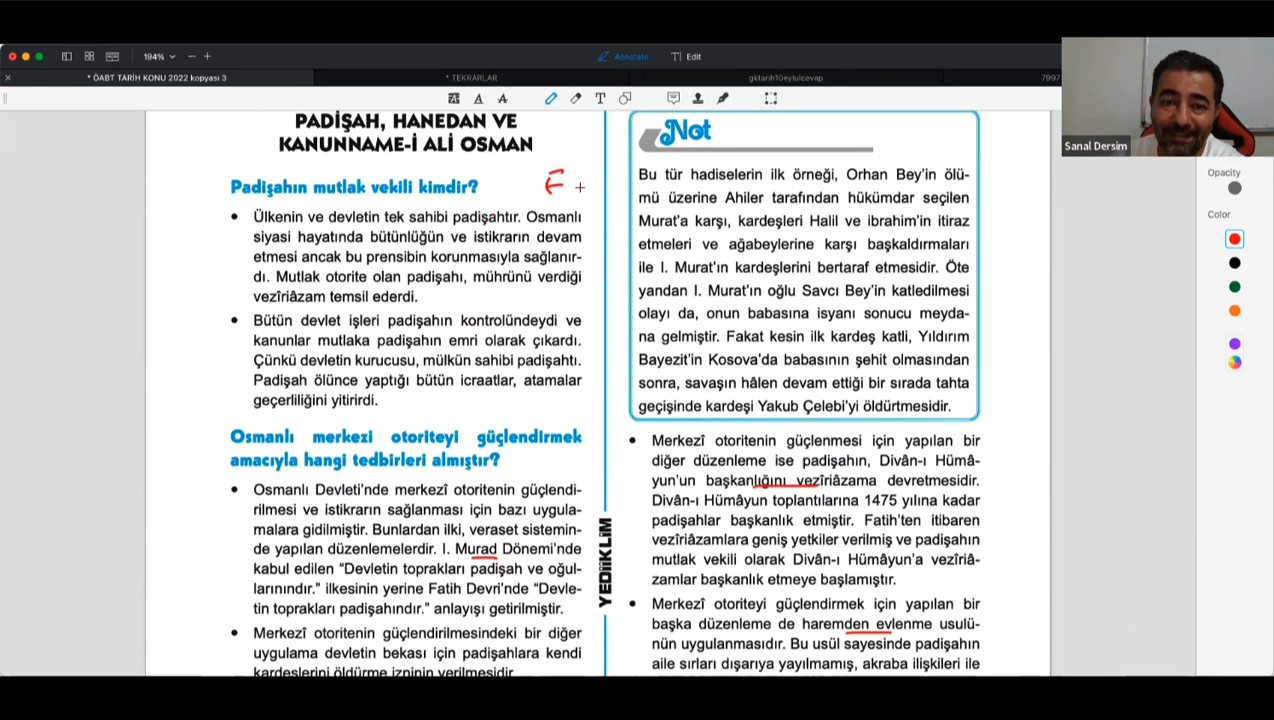 194%
Annotate
Edit
* ÖABT TARİH KONU 2022 kopyası 3
* TEKRARLAR
gktarih10eylulcevap
7997
Sanal Dersim
Opacity
Color
PADİŞAH, HANEDAN VE
KANUNNAME-İ ALİ OSMAN
Padişahın mutlak vekili kimdir?
F
• Ülkenin ve devletin tek sahibi padişahtır. Osmanlı
siyasi hayatında bütünlüğün ve istikrarın devam
etmesi ancak bu prensibin korunmasıyla sağlanır-
dı. Mutlak otorite olan padişahı, mührünü verdiği
vezîriâzam temsil ederdi.
• Bütün devlet işleri padişahın kontrolündeydi ve
kanunlar mutlaka padişahın emri olarak çıkardı.
Çünkü devletin kurucusu, mülkün sahibi padişahtı.
Padişah ölünce yaptığı bütün icraatlar, atamalar
geçerliliğini yitirirdi.
Osmanlı merkezi otoriteyi güçlendirmek
amacıyla hangi tedbirleri almıştır?
• Osmanlı Devleti'nde merkezî otoritenin güçlendi-
rilmesi ve istikrarın sağlanması için bazı uygula-
malara gidilmiştir. Bunlardan ilki, veraset sistemin-
de yapılan düzenlemelerdir. I. Murad Dönemi'nde
kabul edilen “Devletin toprakları padişah ve oğul-
larınındır.” ilkesinin yerine Fatih Devri'nde “Devle-
tin toprakları padişahındır.” anlayışı getirilmiştir.
• Merkezî otoritenin güçlendirilmesindeki bir diğer
uygulama devletin bekası için padişahlara kendi
kardeşlerini öldürme izninin verilmesidir.
YEDİİKLİM
Not
Bu tür hadiselerin ilk örneği, Orhan Bey'in ölü-
mü üzerine Ahiler tarafından hükümdar seçilen
Murat'a karşı, kardeşleri Halil ve ibrahim'in itiraz
etmeleri ve ağabeylerine karşı başkaldırmaları
ile I. Murat'ın kardeşlerini bertaraf etmesidir. Öte
yandan I. Murat'ın oğlu Savcı Bey'in katledilmesi
olayı da, onun babasına isyanı sonucu meyda-
na gelmiştir. Fakat kesin ilk kardeş katli, Yıldırım
Bayezit'in Kosova'da babasının şehit olmasından
sonra, savaşın hâlen devam ettiği bir sırada tahta
geçişinde kardeşi Yakub Çelebi'yi öldürtmesidir.
• Merkezî otoritenin güçlenmesi için yapılan bir
diğer düzenleme ise padişahın, Divân-ı Hümâ-
yun'un başkanlığını vezîriâzama devretmesidir.
Divân-ı Hümâyun toplantılarına 1475 yılına kadar
padişahlar başkanlık etmiştir. Fatih'ten itibaren
vezîriâzamlara geniş yetkiler verilmiş ve padişahın
mutlak vekili olarak Divân-ı Hümâyun'a vezîriâ-
zamlar başkanlık etmeye başlamıştır.
• Merkezî otoriteyi güçlendirmek için yapılan bir
başka düzenleme de haremden evlenme usulü-
nün uygulanmasıdır. Bu usül sayesinde padişahın
aile sırları dışarıya yayılmamış, akraba ilişkileri ile